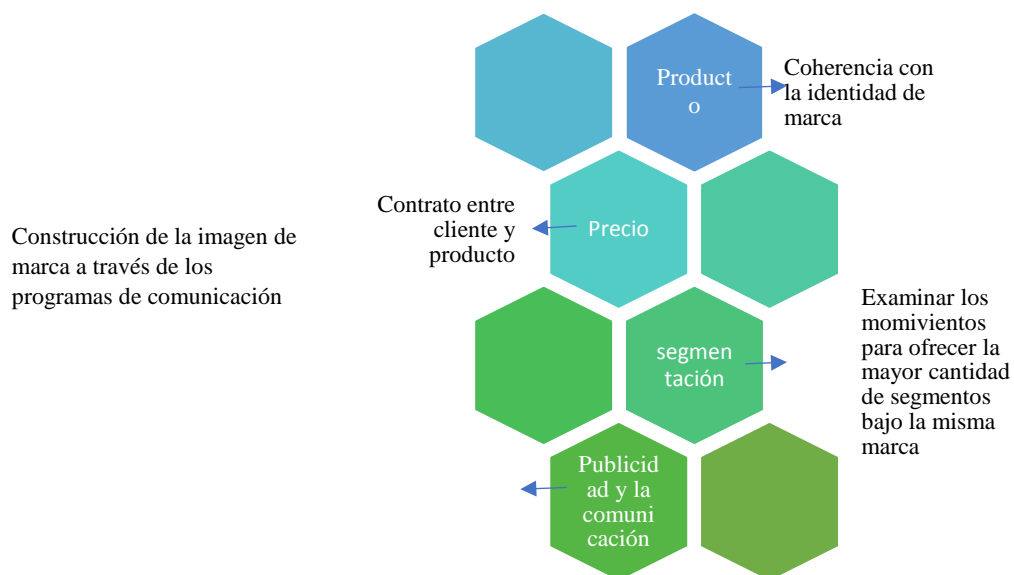 Product
o
Coherencia con
la identidad de
marca
Contrato entre
cliente y
producto
Precio
Construcción de la imagen de
marca a través de los
programas de comunicación
segmen
tación
Examinar los
momivientos
para ofrecer la
mayor cantidad
de segmentos
bajo la misma
marca
Publicid
ad y la
comuni
cación